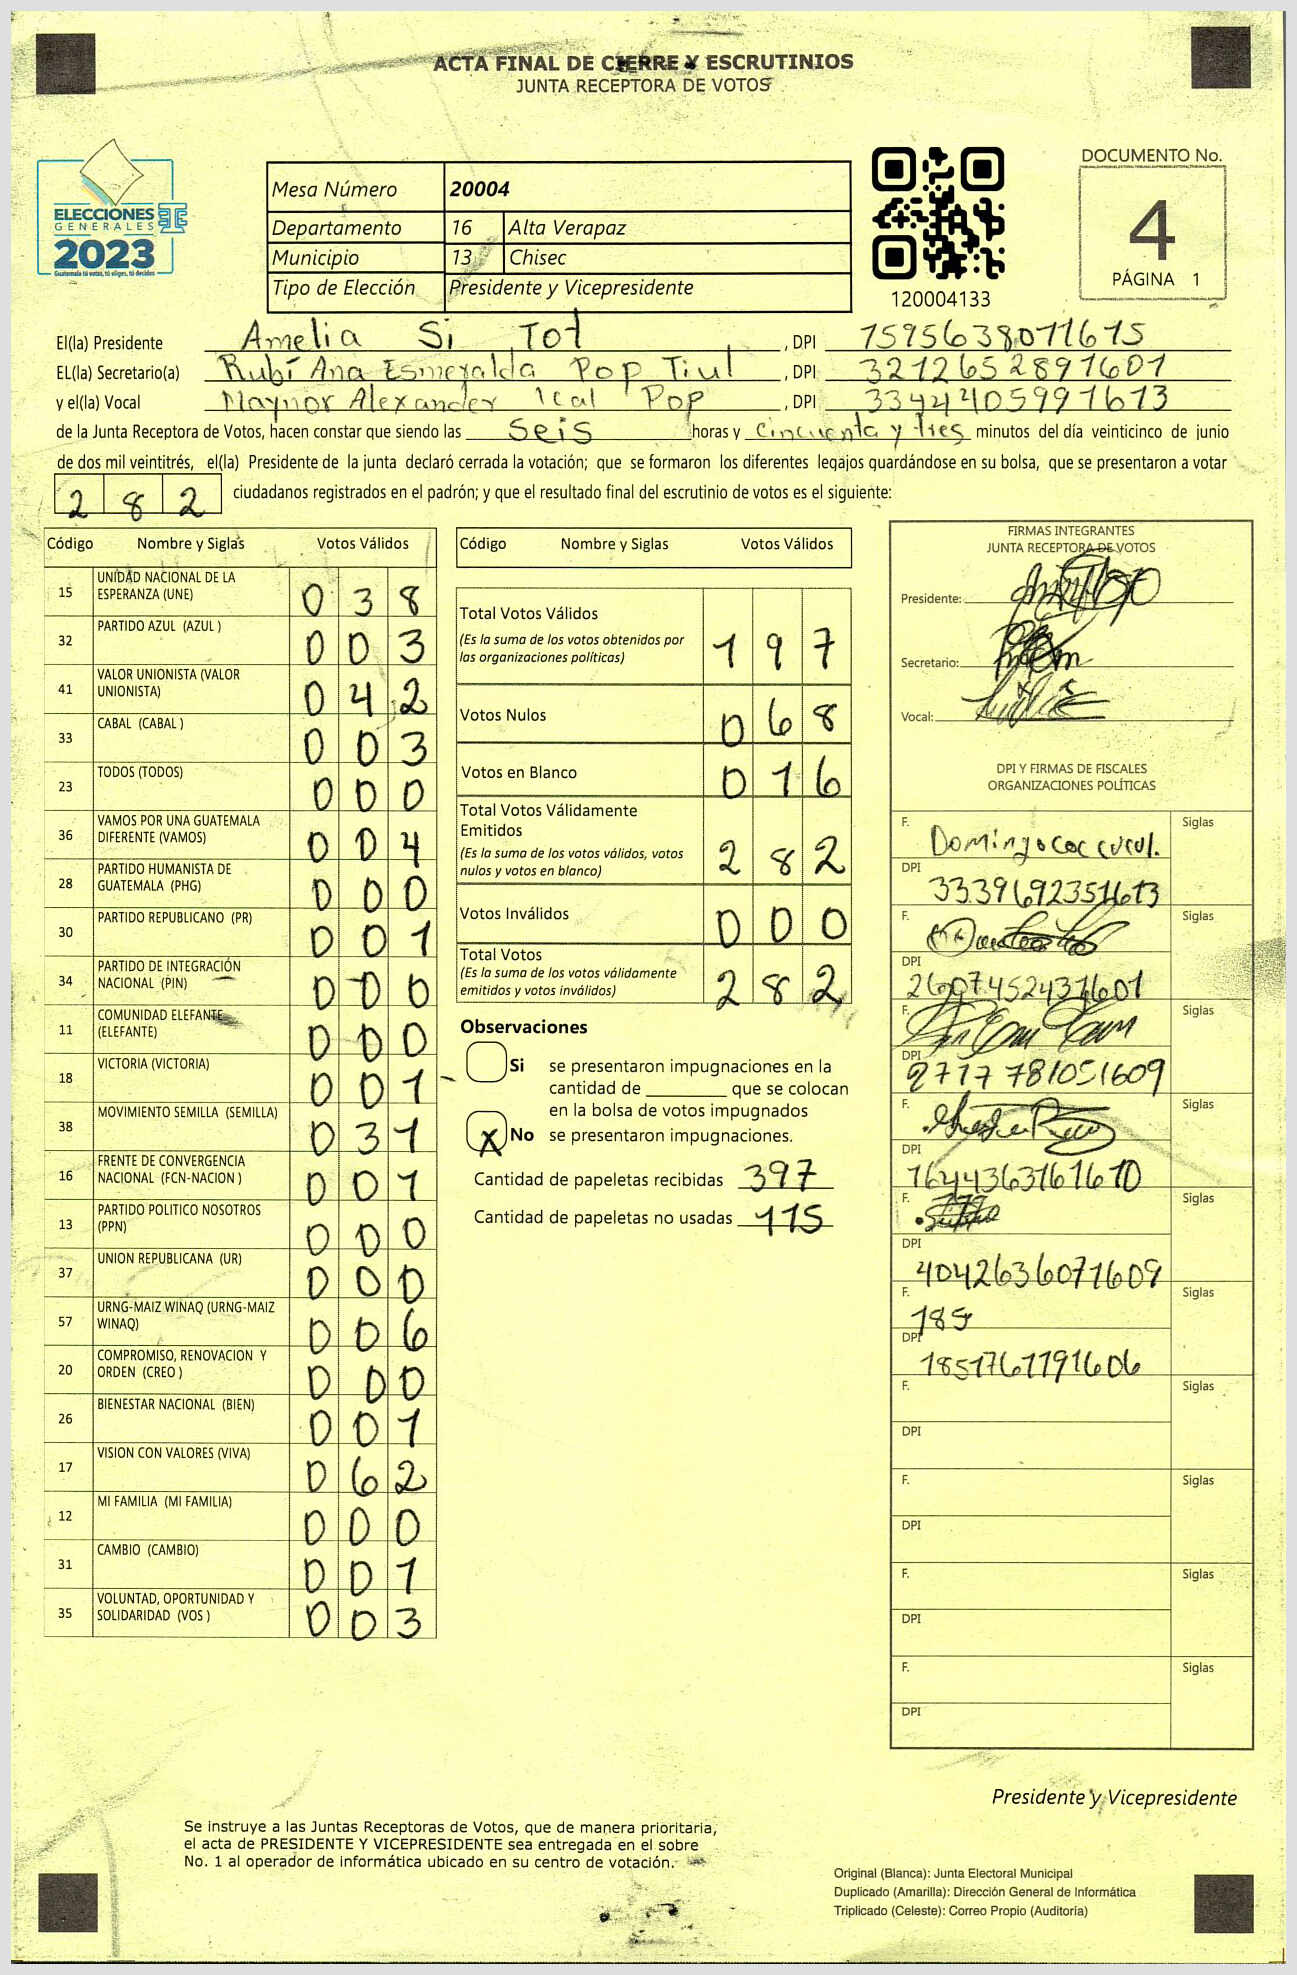 ACTA FINAL DE CIERRE Y ESCRUTINIOS
JUNTA RECEPTORA DE VOTOS
ELECCIONES
GENERALES
2023
Guatemala tú votas, tú eliges, tú decides
Mesa Número 20004
Departamento 16 Alta Verapaz
Municipio 13 Chisec
Tipo de Elección Presidente y Vicepresidente
120004133
DOCUMENTO No.
4
PÁGINA 1
El(la) Presidente Amelia Si Tot, DPI 1595638071615
EL(la) Secretario(a) Rubí Ana Esmeralda Pop Tiul, DPI 3212652891601
y el(la) Vocal Maynor Alexander Ical Pop, DPI 3344405991613
de la Junta Receptora de Votos, hacen constar que siendo las seis horas y cincuenta y tres minutos del día veinticinco de junio
de dos mil veintitrés, el(la) Presidente de la junta declaró cerrada la votación; que se formaron los diferentes legajos guardándose en su bolsa, que se presentaron a votar
282 ciudadanos registrados en el padrón; y que el resultado final del escrutinio de votos es el siguiente:
Código Nombre y Siglas Votos Válidos
15 UNIDAD NACIONAL DE LA ESPERANZA (UNE) 0 3 8
32 PARTIDO AZUL (AZUL ) 0 0 3
41 VALOR UNIONISTA (VALOR UNIONISTA) 0 4 2
33 CABAL (CABAL ) 0 0 3
23 TODOS (TODOS) 0 0 0
36 VAMOS POR UNA GUATEMALA DIFERENTE (VAMOS) 0 0 4
28 PARTIDO HUMANISTA DE GUATEMALA (PHG) 0 0 0
30 PARTIDO REPUBLICANO (PR) 0 0 1
34 PARTIDO DE INTEGRACIÓN NACIONAL (PIN) 0 0 0
11 COMUNIDAD ELEFANTE (ELEFANTE) 0 0 0
18 VICTORIA (VICTORIA) 0 0 1
38 MOVIMIENTO SEMILLA (SEMILLA) 0 3 1
16 FRENTE DE CONVERGENCIA NACIONAL (FCN-NACION ) 0 0 1
13 PARTIDO POLITICO NOSOTROS (PPN) 0 0 0
37 UNION REPUBLICANA (UR) 0 0 0
57 URNG-MAIZ WINAQ (URNG-MAIZ WINAQ) 0 0 6
20 COMPROMISO, RENOVACION Y ORDEN (CREO ) 0 0 0
26 BIENESTAR NACIONAL (BIEN) 0 0 1
17 VISION CON VALORES (VIVA) 0 6 2
12 MI FAMILIA (MI FAMILIA) 0 0 0
31 CAMBIO (CAMBIO) 0 0 1
35 VOLUNTAD, OPORTUNIDAD Y SOLIDARIDAD (VOS ) 0 0 3
Código Nombre y Siglas Votos Válidos
Total Votos Válidos 1 9 7
(Es la suma de los votos obtenidos por
las organizaciones políticas)
Votos Nulos 0 6 8
Votos en Blanco 0 1 6
Total Votos Válidamente
Emitidos 2 8 2
(Es la suma de los votos válidos, votos
nulos y votos en blanco)
Votos Inválidos 0 0 0
Total Votos 2 8 2
(Es la suma de los votos válidamente
emitidos y votos inválidos)
Observaciones
Si se presentaron impugnaciones en la
cantidad de ________ que se colocan
en la bolsa de votos impugnados
X No se presentaron impugnaciones.
Cantidad de papeletas recibidas 397
Cantidad de papeletas no usadas 115
FIRMAS INTEGRANTES
JUNTA RECEPTORA DE VOTOS
Presidente:
Secretario:
Vocal:
DPI Y FIRMAS DE FISCALES
ORGANIZACIONES POLÍTICAS
F. Domingo Coc cucul. Siglas
DPI 3339692351613
F. Siglas
DPI 2607452431601
F. Siglas
DPI 2717781051609
F. Siglas
DPI 1644363161610
F. Siglas
DPI 4042636071609
F. 185 Siglas
DPI 1851761191606
F. Siglas
DPI
F. Siglas
DPI
F. Siglas
DPI
F. Siglas
DPI
Presidente y Vicepresidente
Se instruye a las Juntas Receptoras de Votos, que de manera prioritaria,
el acta de PRESIDENTE Y VICEPRESIDENTE sea entregada en el sobre
No. 1 al operador de informática ubicado en su centro de votación.
Original (Blanca): Junta Electoral Municipal
Duplicado (Amarilla): Dirección General de Informática
Triplicado (Celeste): Correo Propio (Auditoría)